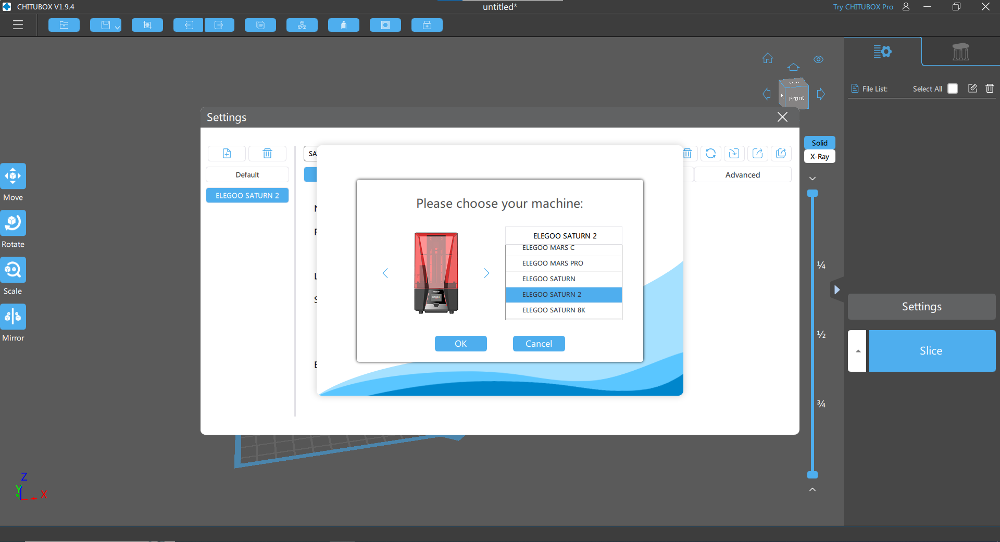 CHITUBOX V1.9.4
untitled*
Try CHITUBOX Pro
Front
File List:
Select All
Settings
SA
Default
Advanced
ELEGOO SATURN 2
Solid
X-Ray
Please choose your machine:
ELEGOO SATURN 2
ELEGOO MARS C
ELEGOO MARS PRO
ELEGOO SATURN
ELEGOO SATURN 2
ELEGOO SATURN 8K
OK
Cancel
Move
Rotate
Scale
Mirror
¼
½
¾
Settings
Slice
Z
Y
X